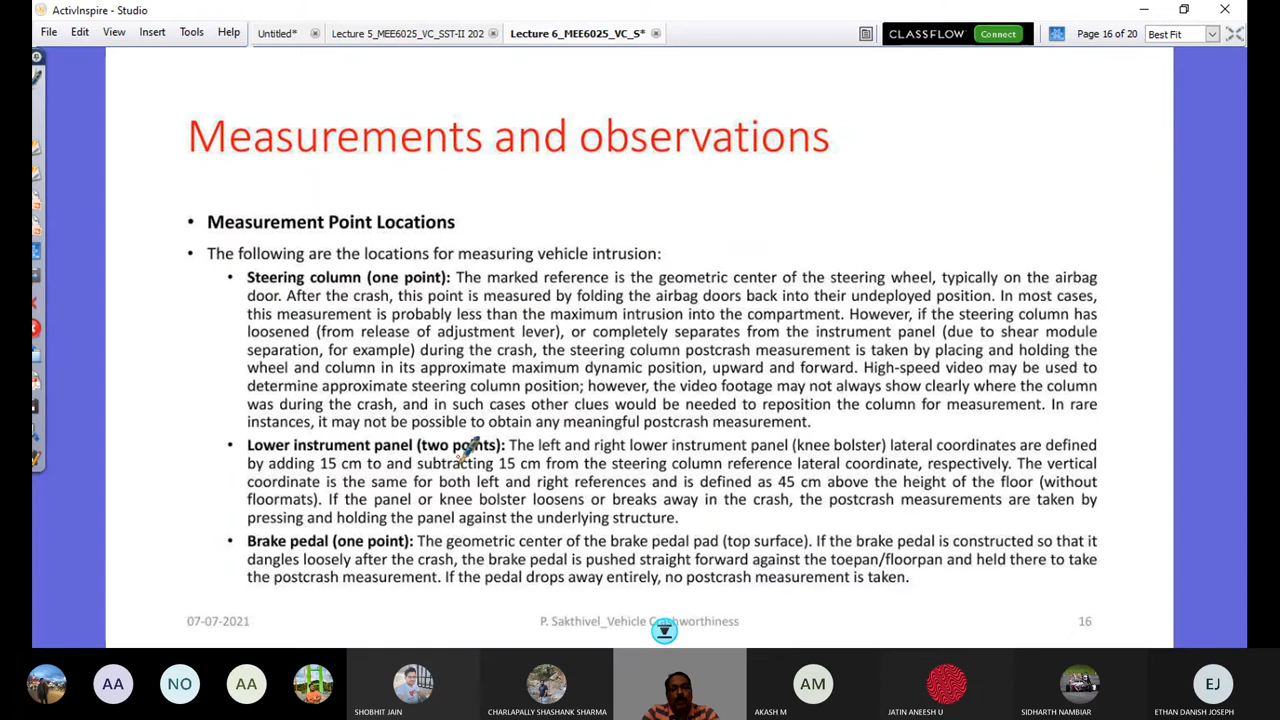 ActivInspire - Studio
File Edit View Insert Tools Help Untitled* Lecture 5_MEE6025_VC_SST-II 202 Lecture 6_MEE6025_VC_S* CLASSFLOW Connect Page 16 of 20 Best Fit
Measurements and observations
• Measurement Point Locations
• The following are the locations for measuring vehicle intrusion:
• Steering column (one point): The marked reference is the geometric center of the steering wheel, typically on the airbag
door. After the crash, this point is measured by folding the airbag doors back into their undeployed position. In most cases,
this measurement is probably less than the maximum intrusion into the compartment. However, if the steering column has
loosened (from release of adjustment lever), or completely separates from the instrument panel (due to shear module
separation, for example) during the crash, the steering column postcrash measurement is taken by placing and holding the
wheel and column in its approximate maximum dynamic position, upward and forward. High-speed video may be used to
determine approximate steering column position; however, the video footage may not always show clearly where the column
was during the crash, and in such cases other clues would be needed to reposition the column for measurement. In rare
instances, it may not be possible to obtain any meaningful postcrash measurement.
• Lower instrument panel (two points): The left and right lower instrument panel (knee bolster) lateral coordinates are defined
by adding 15 cm to and subtracting 15 cm from the steering column reference lateral coordinate, respectively. The vertical
coordinate is the same for both left and right references and is defined as 45 cm above the height of the floor (without
floormats). If the panel or knee bolster loosens or breaks away in the crash, the postcrash measurements are taken by
pressing and holding the panel against the underlying structure.
• Brake pedal (one point): The geometric center of the brake pedal pad (top surface). If the brake pedal is constructed so that it
dangles loosely after the crash, the brake pedal is pushed straight forward against the toepan/floorpan and held there to take
the postcrash measurement. If the pedal drops away entirely, no postcrash measurement is taken.
07-07-2021 P. Sakthivel_Vehicle Crashworthiness 16
AA NO AA AM EJ
SHOBHIT JAIN CHARLAPALLY SHASHANK SHARMA AKASH M JATIN ANEESH U SIDHARTH NAMBIAR ETHAN DANISH JOSEPH